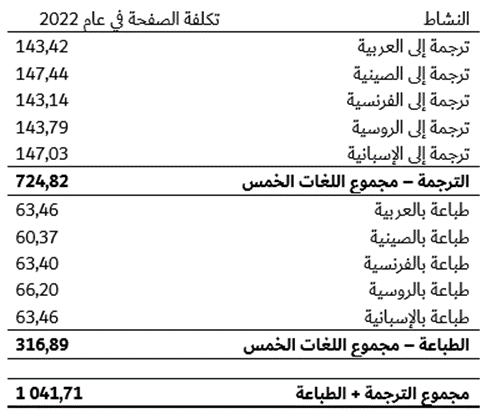 النشاط تكلفة الصفحة في عام 2022
ترجمة إلى العربية 143,42
ترجمة إلى الصينية 147,44
ترجمة إلى الفرنسية 143,14
ترجمة إلى الروسية 143,79
ترجمة إلى الإسبانية 147,03
الترجمة – مجموع اللغات الخمس 724,82
طباعة بالعربية 63,46
طباعة بالصينية 60,37
طباعة بالفرنسية 63,40
طباعة بالروسية 66,20
طباعة بالإسبانية 63,46
الطباعة – مجموع اللغات الخمس 316,89
مجموع الترجمة + الطباعة 1 041,71